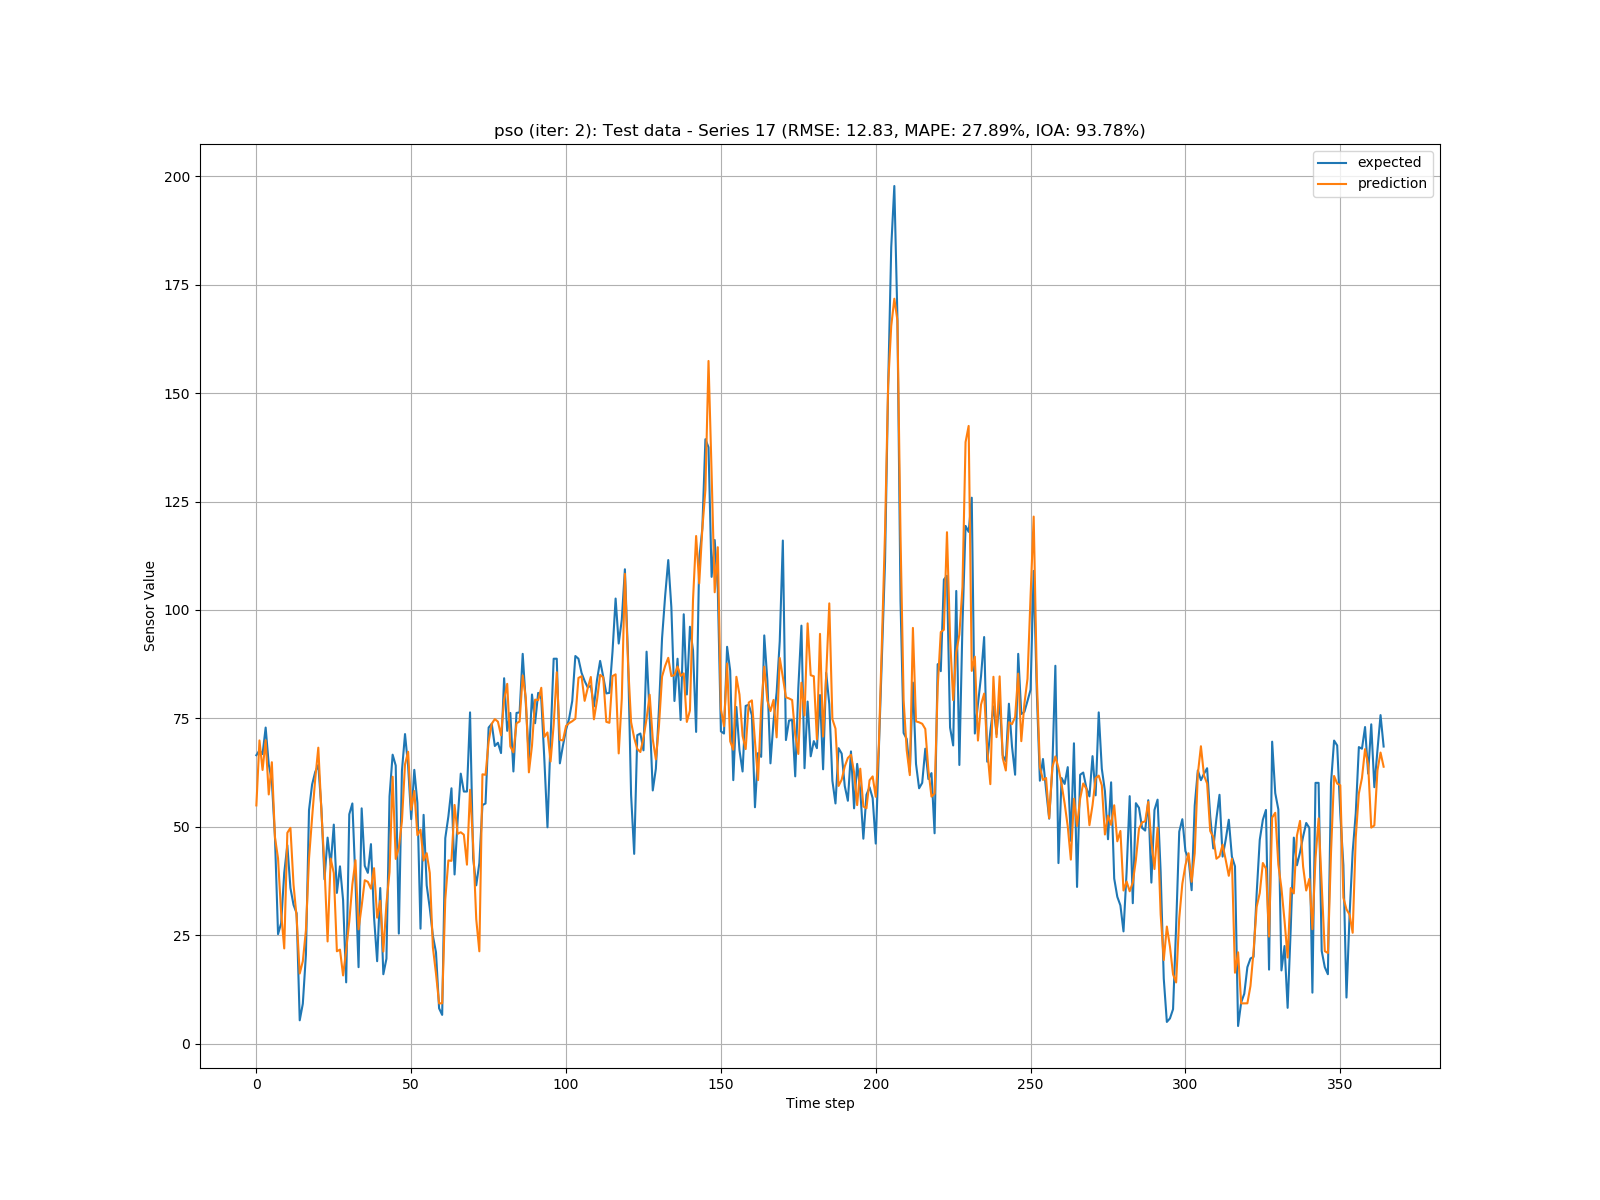 pso (iter: 2): Test data - Series 17 (RMSE: 12.83, MAPE: 27.89%, IOA: 93.78%)
expected
prediction
200
175
150
125
100
75
50
25
0
Sensor Value
0 50 100 150 200 250 300 350
Time step